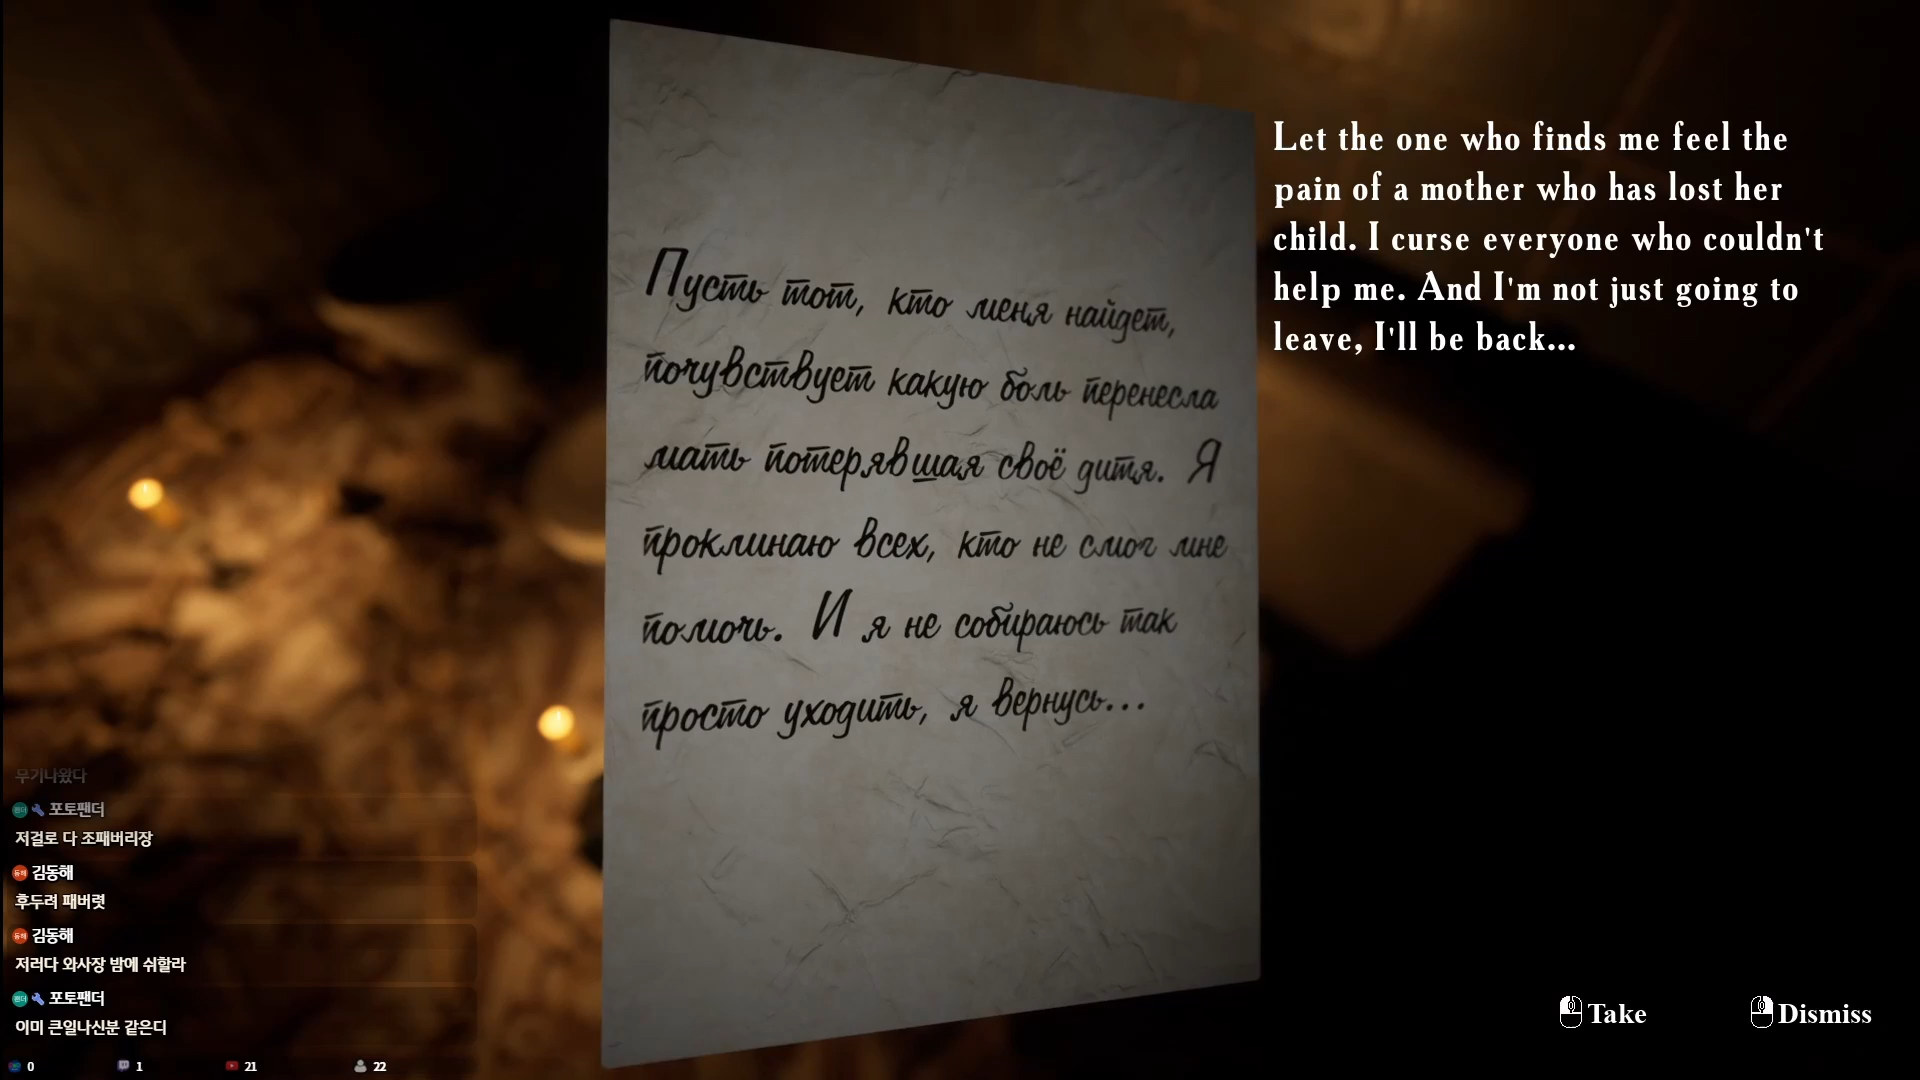 Пусть тот, кто меня найдет,
почувствует какую боль перенесла
мать потерявшая своё дитя. Я
проклинаю всех, кто не смог мне
помочь. И я не собираюсь так
просто уходить, я вернусь...
Let the one who finds me feel the
pain of a mother who has lost her
child. I curse everyone who couldn't
help me. And I'm not just going to
leave, I'll be back...
무기나왔다
포토팬더
저걸로 다 조패버리장
김동해
후두려 패버렷
김동해
저러다 와사장 밤에 쉬할라
포토팬더
이미 큰일나신분 같은디
0
1
21
22
Take
Dismiss